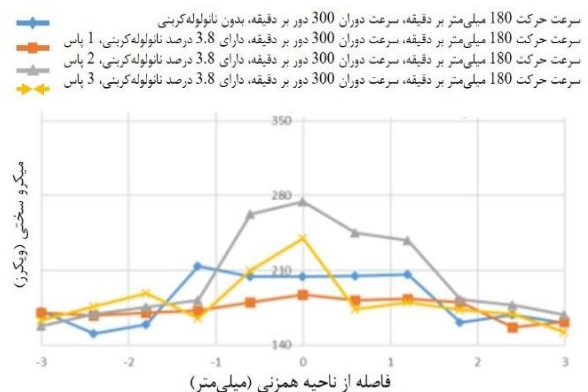 سرعت حرکت 180 میلی‌متر بر دقیقه، سرعت دوران 300 دور بر دقیقه، بدون نانولوله‌کربنی
سرعت حرکت 180 میلی‌متر بر دقیقه، سرعت دوران 300 دور بر دقیقه، دارای 3.8 درصد نانولوله‌کربنی، 1 پاس
سرعت حرکت 180 میلی‌متر بر دقیقه، سرعت دوران 300 دور بر دقیقه، دارای 3.8 درصد نانولوله‌کربنی، 2 پاس
سرعت حرکت 180 میلی‌متر بر دقیقه، سرعت دوران 300 دور بر دقیقه، دارای 3.8 درصد نانولوله‌کربنی، 3 پاس
350
280
210
140
میکرو سختی (ویکرز)
-3 -2 -1 0 1 2 3
فاصله از ناحیه همزنی (میلی‌متر)